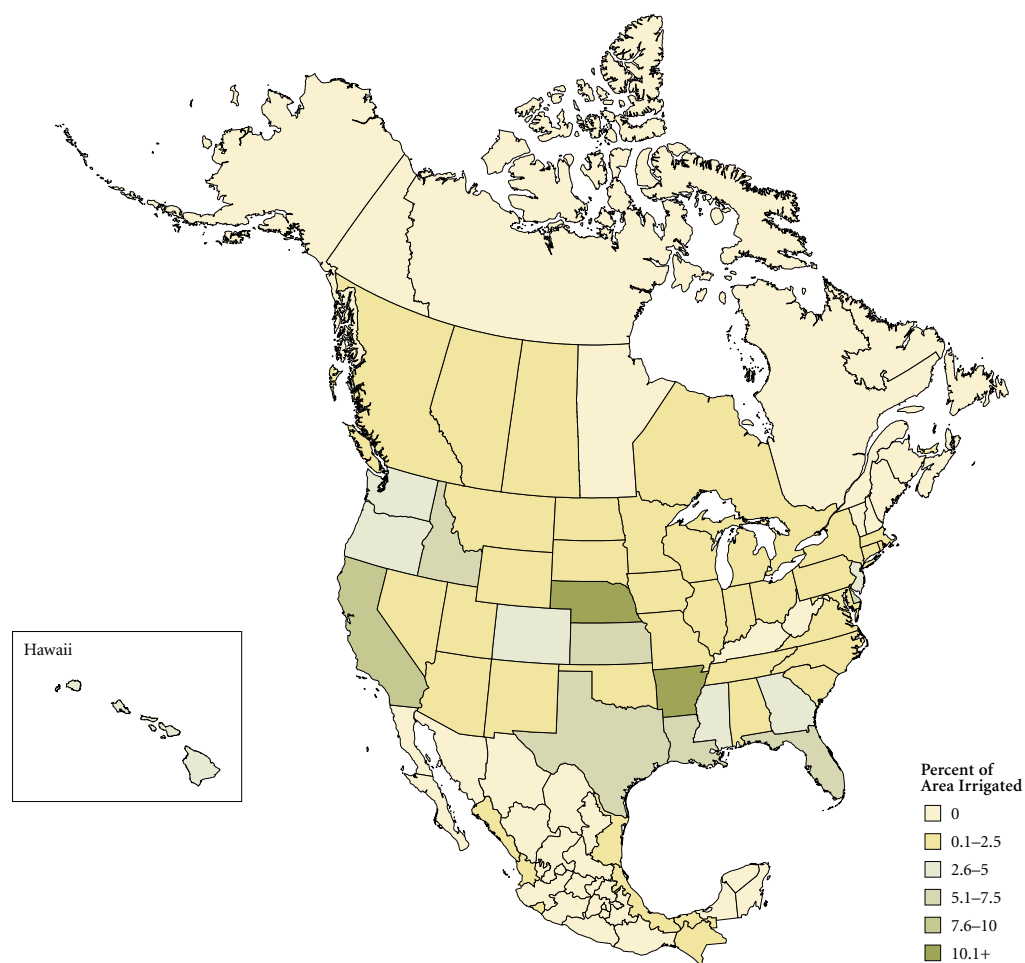 Hawaii
Percent of
Area Irrigated
0
0.1–2.5
2.6–5
5.1–7.5
7.6–10
10.1+